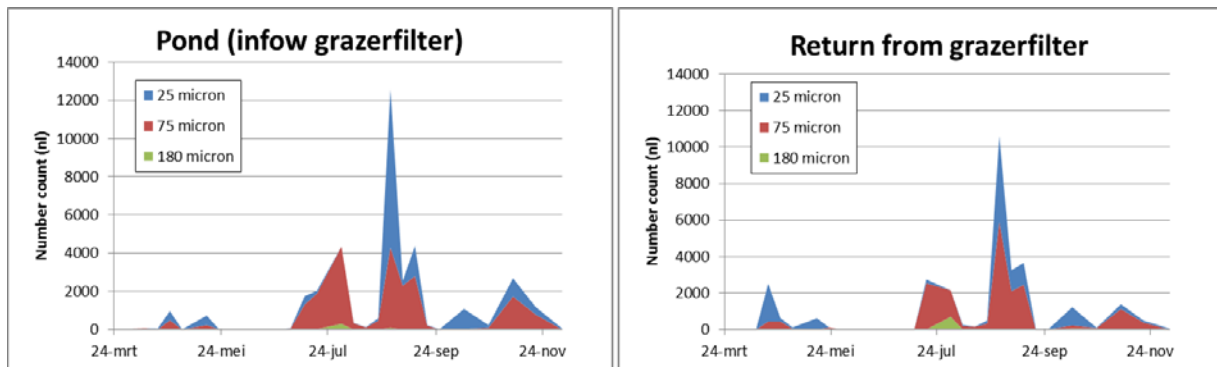 Pond (infow grazerfilter)
14000
12000
10000
8000
6000
4000
2000
0
Number count (nl)
25 micron
75 micron
180 micron
24-mrt
24-mei
24-jul
24-sep
24-nov
Return from grazerfilter
14000
12000
10000
8000
6000
4000
2000
0
Number count (nl)
25 micron
75 micron
180 micron
24-mrt
24-mei
24-jul
24-sep
24-nov